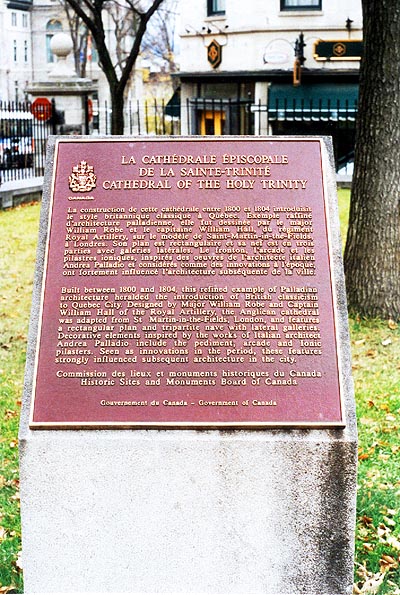 LA CATHÉDRALE ÉPISCOPALE
DE LA SAINTE-TRINITÉ
CATHEDRAL OF THE HOLY TRINITY
CANADA
La construction de cette cathédrale entre 1800 et 1804 introduisit
le style britannique classique à Québec. Exemple raffiné
d'architecture palladienne, elle fut dessinée par le major
William Robe et le capitaine William Hall, du régiment
Royal Artillery, sur le modèle de Saint-Martin-in-the-Fields,
à Londres. Son plan est rectangulaire et sa nef est en trois
parties avec galeries latérales. Le fronton, l'arcade et les
pilastres ioniques, inspirés des oeuvres de l'architecte italien
Andrea Palladio et considérés comme des innovations à l'époque,
ont fortement influencé l'architecture subséquente de la ville.
Built between 1800 and 1804, this refined example of Palladian
architecture heralded the introduction of British classicism
to Québec City. Designed by Major William Robe and Captain
William Hall of the Royal Artillery, the Anglican cathedral
was adapted from St. Martin-in-the-Fields, London, and features
a rectangular plan and tripartite nave with lateral galleries.
Decorative elements inspired by the works of Italian architect
Andrea Palladio include the pediment, arcade and Ionic
pilasters. Seen as innovations in the period, these features
strongly influenced subsequent architecture in the city.
Commission des lieux et monuments historiques du Canada
Historic Sites and Monuments Board of Canada
Gouvernement du Canada – Government of Canada